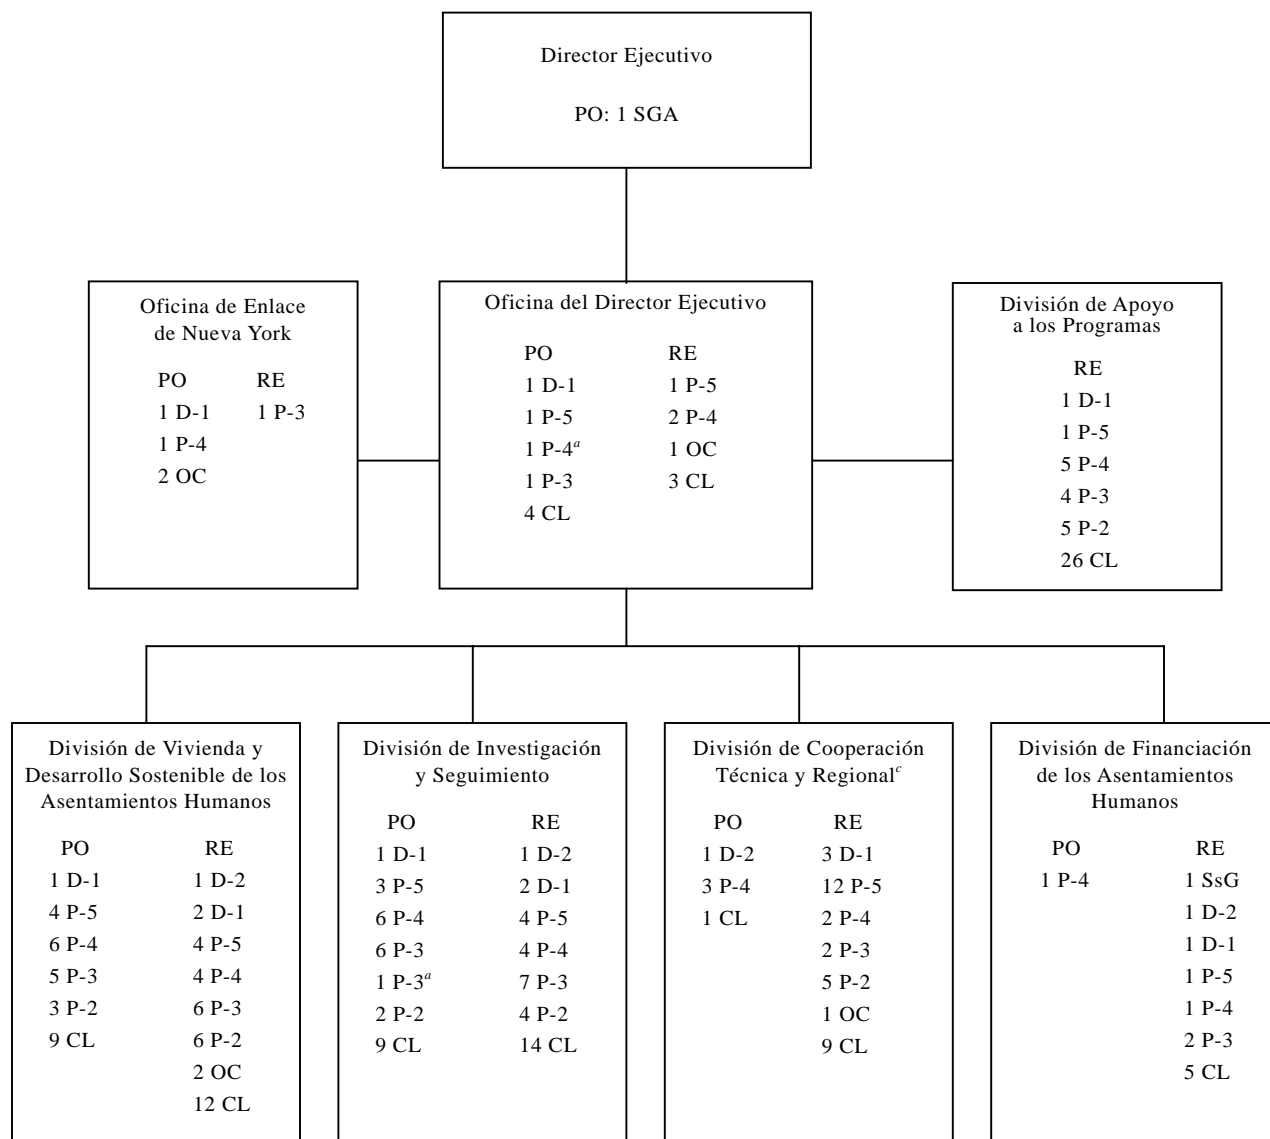 Director Ejecutivo
PO: 1 SGA
Oficina de Enlace
de Nueva York
PO RE
1 D-1 1 P-3
1 P-4
2 OC
Oficina del Director Ejecutivo
PO RE
1 D-1 1 P-5
1 P-5 2 P-4
1 P-4a 1 OC
1 P-3 3 CL
4 CL
División de Apoyo
a los Programas
RE
1 D-1
1 P-5
5 P-4
4 P-3
5 P-2
26 CL
División de Vivienda y
Desarrollo Sostenible de los
Asentamientos Humanos
PO RE
1 D-1 1 D-2
4 P-5 2 D-1
6 P-4 4 P-5
5 P-3 4 P-4
3 P-2 6 P-3
9 CL 6 P-2
2 OC
12 CL
División de Investigación
y Seguimiento
PO RE
1 D-1 1 D-2
3 P-5 2 D-1
6 P-4 4 P-5
6 P-3 4 P-4
1 P-3a 7 P-3
2 P-2 4 P-2
9 CL 14 CL
División de Cooperación
Técnica y Regionalc
PO RE
1 D-2 3 D-1
3 P-4 12 P-5
1 CL 2 P-4
2 P-3
5 P-2
1 OC
9 CL
División de Financiación
de los Asentamientos
Humanos
PO RE
1 P-4 1 SsG
1 D-2
1 D-1
1 P-5
1 P-4
2 P-3
5 CL